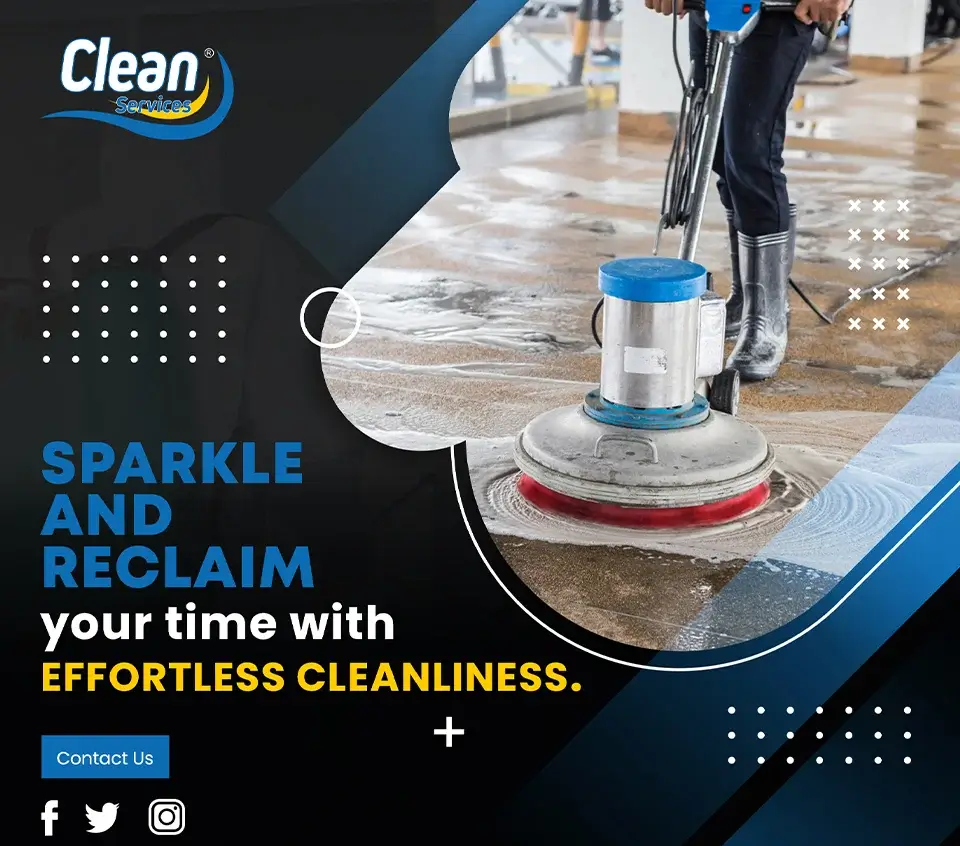 Clean®
Services
SPARKLE
AND
RECLAIM
your time with
EFFORTLESS CLEANLINESS.
Contact Us